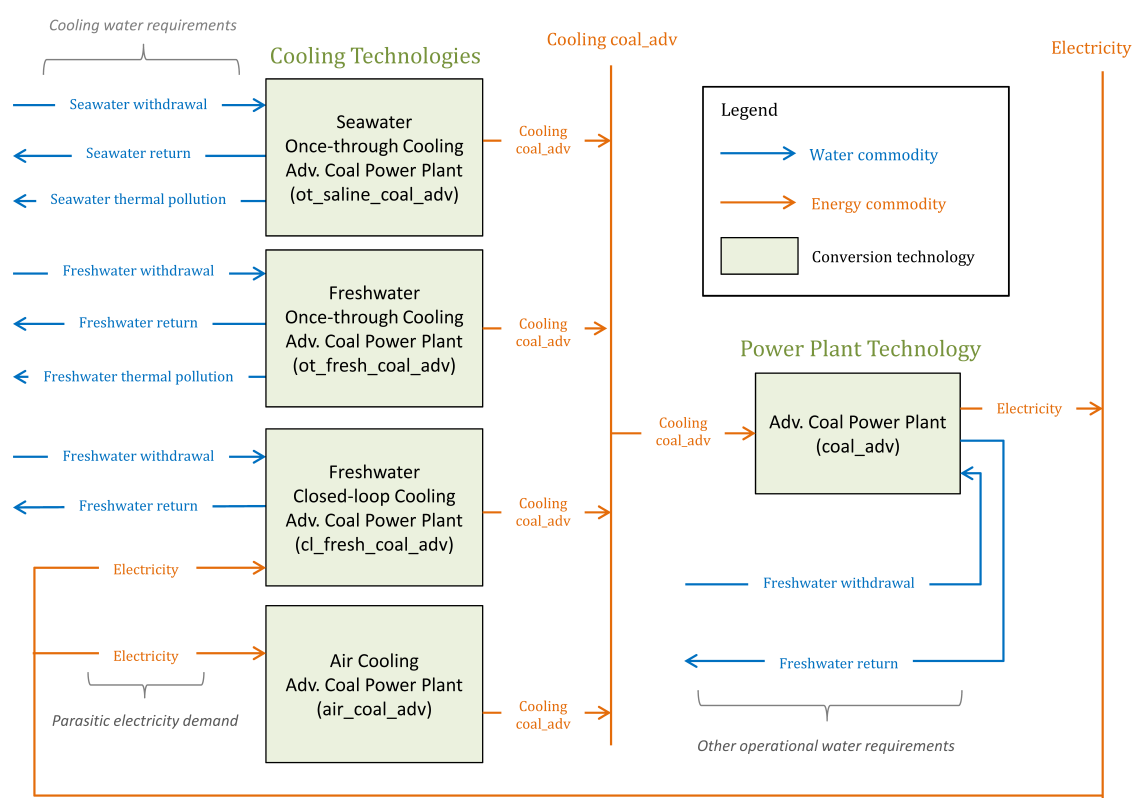 Cooling water requirements
Cooling Technologies
Cooling coal_adv
Electricity
Seawater withdrawal
Seawater return
Seawater thermal pollution
Seawater
Once-through Cooling
Adv. Coal Power Plant
(ot_saline_coal_adv)
Cooling
coal_adv
Legend
Water commodity
Energy commodity
Conversion technology
Freshwater withdrawal
Freshwater return
Freshwater thermal pollution
Freshwater
Once-through Cooling
Adv. Coal Power Plant
(ot_fresh_coal_adv)
Cooling
coal_adv
Power Plant Technology
Cooling
coal_adv
Adv. Coal Power Plant
(coal_adv)
Electricity
Freshwater withdrawal
Freshwater return
Electricity
Freshwater
Closed-loop Cooling
Adv. Coal Power Plant
(cl_fresh_coal_adv)
Cooling
coal_adv
Freshwater withdrawal
Freshwater return
Other operational water requirements
Electricity
Parasitic electricity demand
Air Cooling
Adv. Coal Power Plant
(air_coal_adv)
Cooling
coal_adv